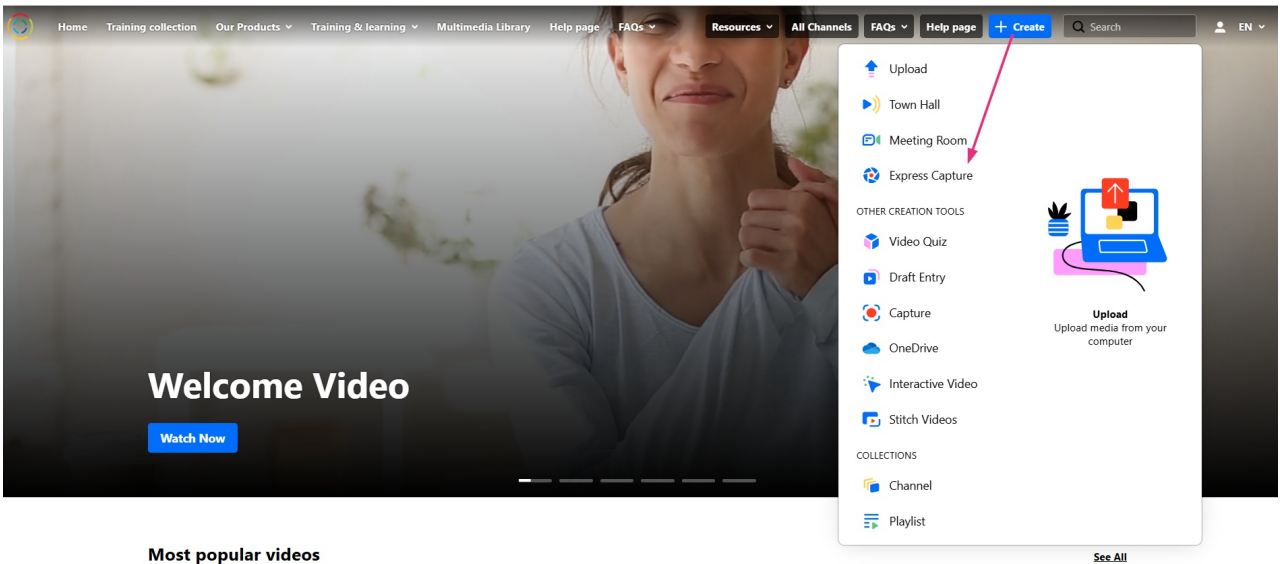 Home Training collection Our Products Training & learning Multimedia Library Help page FAQs Resources All Channels FAQs Help page + Create Search EN
Upload
Town Hall
Meeting Room
Express Capture
OTHER CREATION TOOLS
Video Quiz
Draft Entry
Capture
OneDrive
Interactive Video
Stitch Videos
COLLECTIONS
Channel
Playlist
Upload
Upload media from your
computer
Welcome Video
Watch Now
Most popular videos
See All